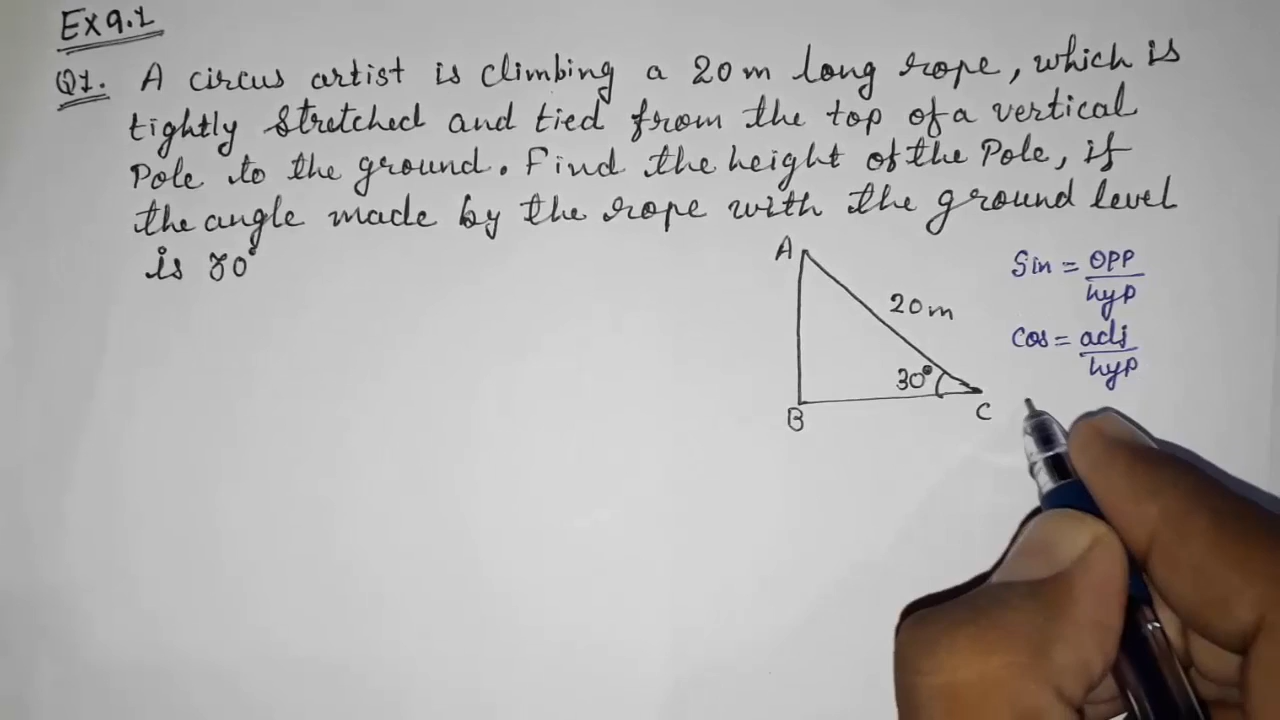 Ex 9.1
Q1. A circus artist is climbing a 20m long rope, which is
tightly stretched and tied from the top of a vertical
Pole to the ground. Find the height of the Pole, if
the angle made by the rope with the ground level
is 30°
A
20m
30°
B
C
Sin = opp/hyp
Cos = adj/hyp